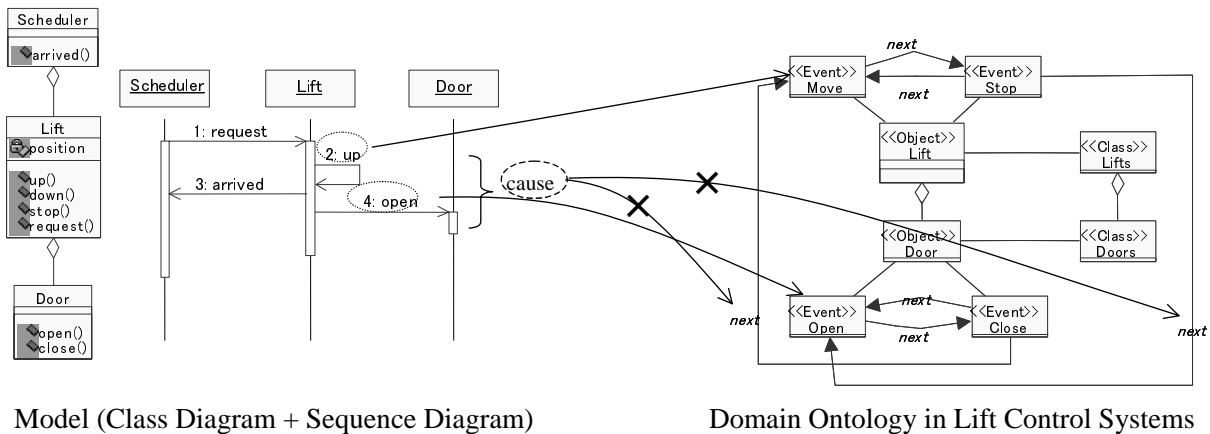 Scheduler
arrived()
Lift
position
up()
down()
stop()
request()
Door
open()
close()
Scheduler
Lift
Door
1: request
2: up
3: arrived
4: open
cause
next
<<Event>>
Move
<<Event>>
Stop
next
<<Object>>
Lift
<<Class>>
Lifts
<<Object>>
Door
<<Class>>
Doors
<<Event>>
Open
next
<<Event>>
Close
next
next
next
Model (Class Diagram + Sequence Diagram)
Domain Ontology in Lift Control Systems